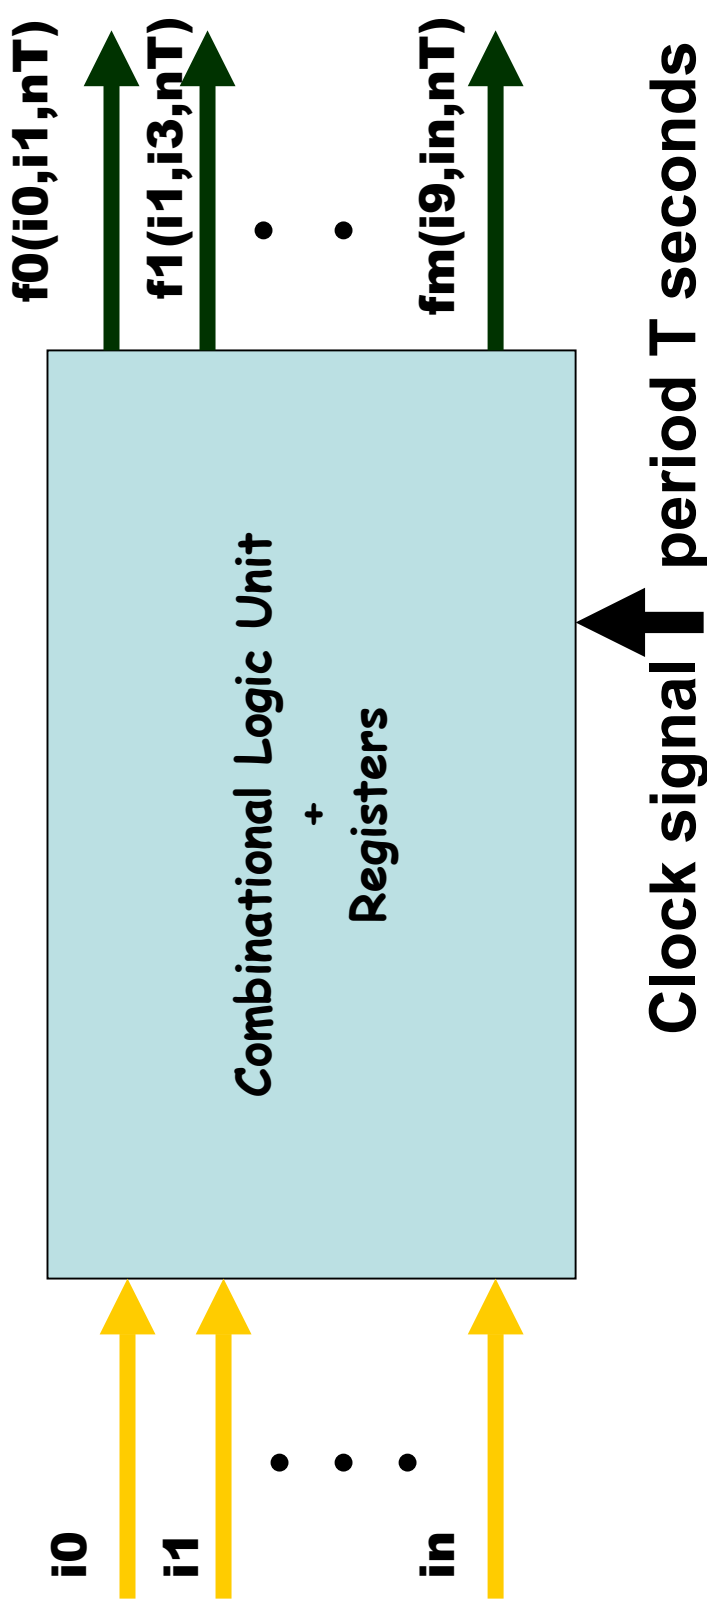 i0
i1
in
Combinational Logic Unit
+
Registers
f0(i0,i1,nT)
f1(i1,i3,nT)
fm(i9,in,nT)
Clock signal period T seconds